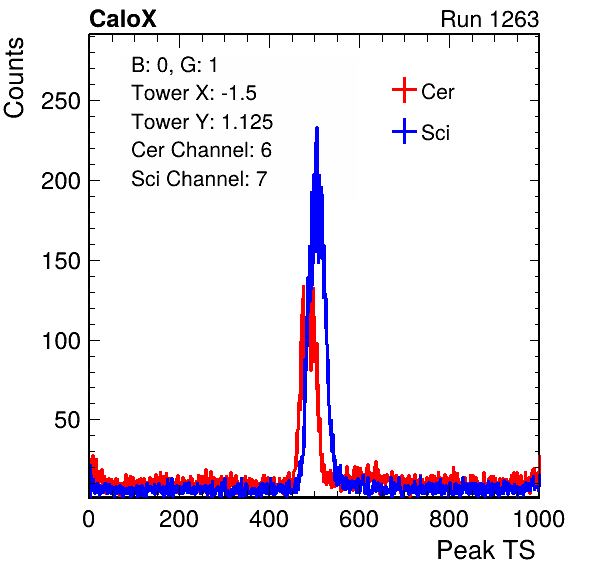 CaloX Run 1263
Counts
B: 0, G: 1
Tower X: -1.5
Tower Y: 1.125
Cer Channel: 6
Sci Channel: 7
Cer
Sci
250
200
150
100
50
0 200 400 600 800 1000
Peak TS